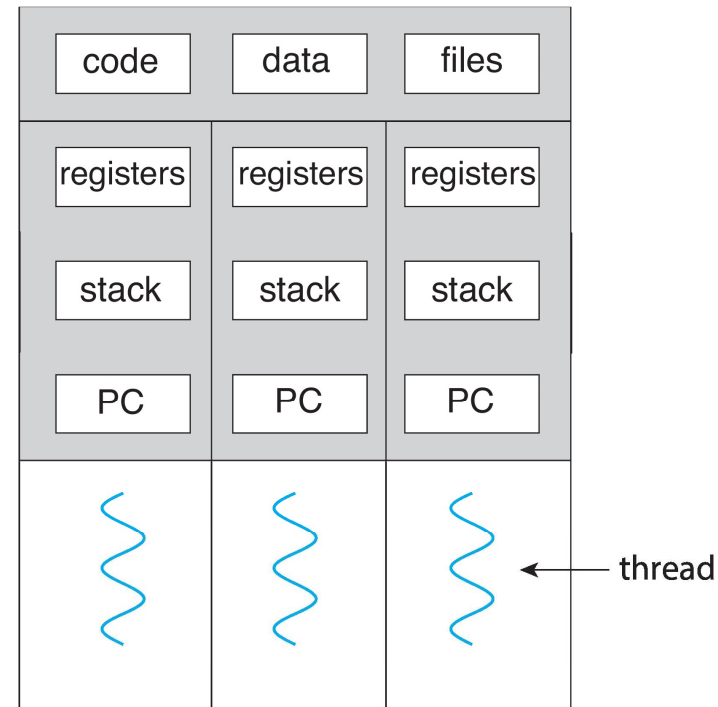 code data files
registers registers registers
stack stack stack
PC PC PC
thread